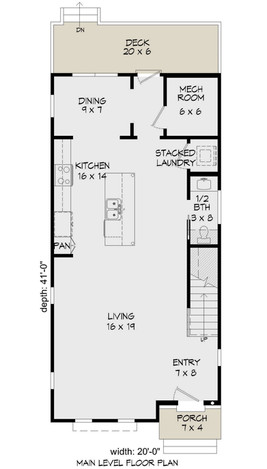 DN
DECK
20 x 6
DINING
9 x 7
MECH
ROOM
6 x 6
STACKED
LAUNDRY
KITCHEN
16 x 14
1/2
BTH
3 x 8
PAN
depth: 41'-0"
LIVING
16 x 19
ENTRY
7 x 8
PORCH
7 x 4
width: 20'-0"
MAIN LEVEL FLOOR PLAN